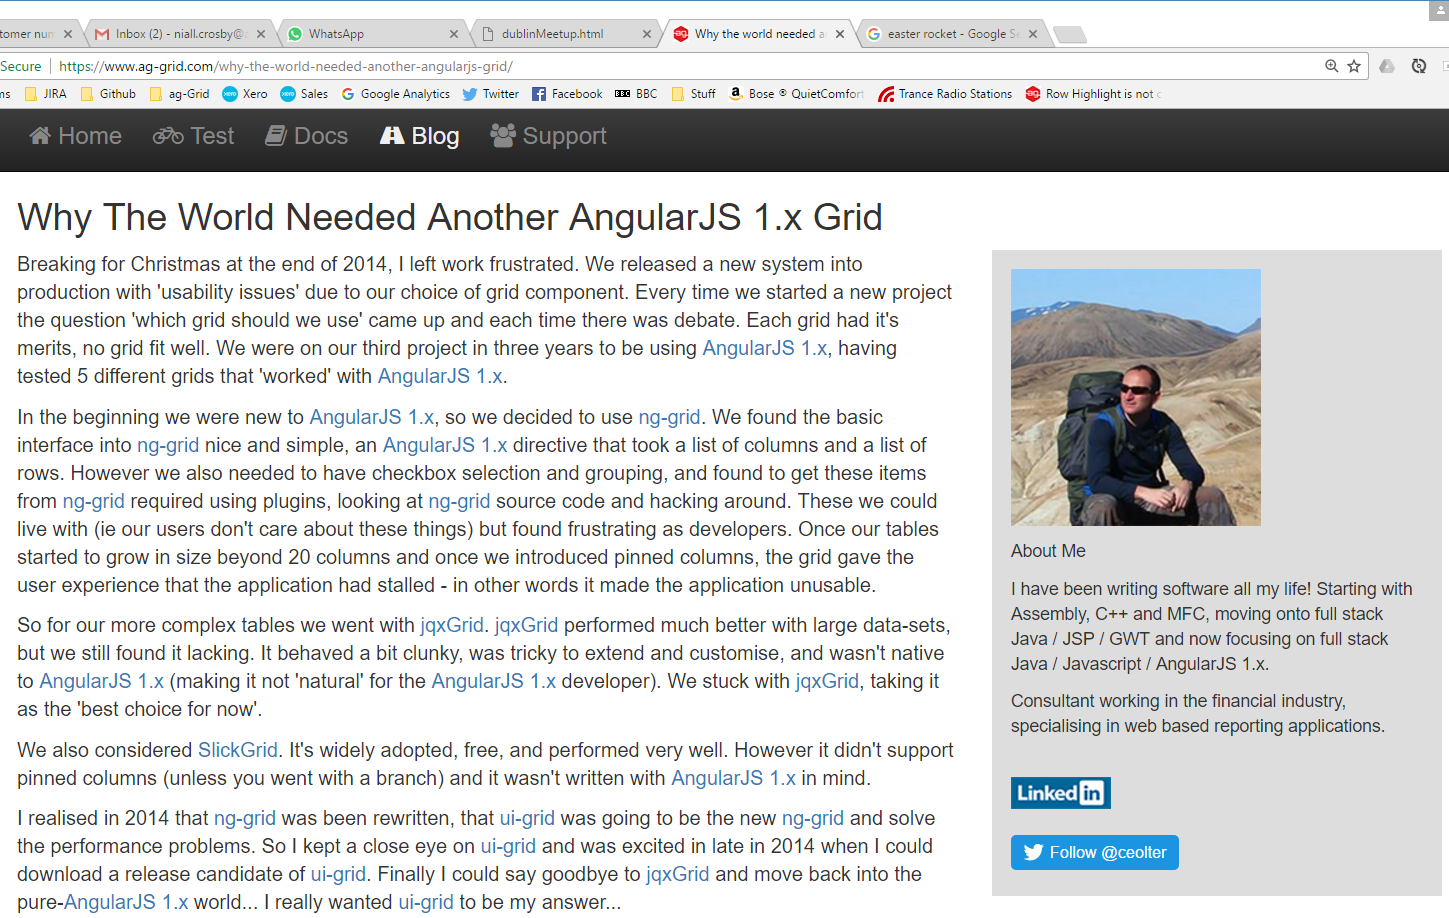 tomer num
Inbox (2) - niall.crosby@
WhatsApp
dublinMeetup.html
Why the world needed a
easter rocket - Google Se
Secure https://www.ag-grid.com/why-the-world-needed-another-angularjs-grid/
ms JIRA Github ag-Grid Xero Sales Google Analytics Twitter Facebook BBC BBC Stuff Bose ® QuietComfort Trance Radio Stations Row Highlight is not c
Home Test Docs Blog Support
Why The World Needed Another AngularJS 1.x Grid
Breaking for Christmas at the end of 2014, I left work frustrated. We released a new system into
production with 'usability issues' due to our choice of grid component. Every time we started a new project
the question 'which grid should we use' came up and each time there was debate. Each grid had it's
merits, no grid fit well. We were on our third project in three years to be using AngularJS 1.x, having
tested 5 different grids that 'worked' with AngularJS 1.x.
In the beginning we were new to AngularJS 1.x, so we decided to use ng-grid. We found the basic
interface into ng-grid nice and simple, an AngularJS 1.x directive that took a list of columns and a list of
rows. However we also needed to have checkbox selection and grouping, and found to get these items
from ng-grid required using plugins, looking at ng-grid source code and hacking around. These we could
live with (ie our users don't care about these things) but found frustrating as developers. Once our tables
started to grow in size beyond 20 columns and once we introduced pinned columns, the grid gave the
user experience that the application had stalled - in other words it made the application unusable.
So for our more complex tables we went with jqxGrid. jqxGrid performed much better with large data-sets,
but we still found it lacking. It behaved a bit clunky, was tricky to extend and customise, and wasn't native
to AngularJS 1.x (making it not 'natural' for the AngularJS 1.x developer). We stuck with jqxGrid, taking it
as the 'best choice for now'.
We also considered SlickGrid. It's widely adopted, free, and performed very well. However it didn't support
pinned columns (unless you went with a branch) and it wasn't written with AngularJS 1.x in mind.
I realised in 2014 that ng-grid was been rewritten, that ui-grid was going to be the new ng-grid and solve
the performance problems. So I kept a close eye on ui-grid and was excited in late in 2014 when I could
download a release candidate of ui-grid. Finally I could say goodbye to jqxGrid and move back into the
pure-AngularJS 1.x world... I really wanted ui-grid to be my answer...
About Me
I have been writing software all my life! Starting with
Assembly, C++ and MFC, moving onto full stack
Java / JSP / GWT and now focusing on full stack
Java / Javascript / AngularJS 1.x.
Consultant working in the financial industry,
specialising in web based reporting applications.
Linked in
Follow @ceolter